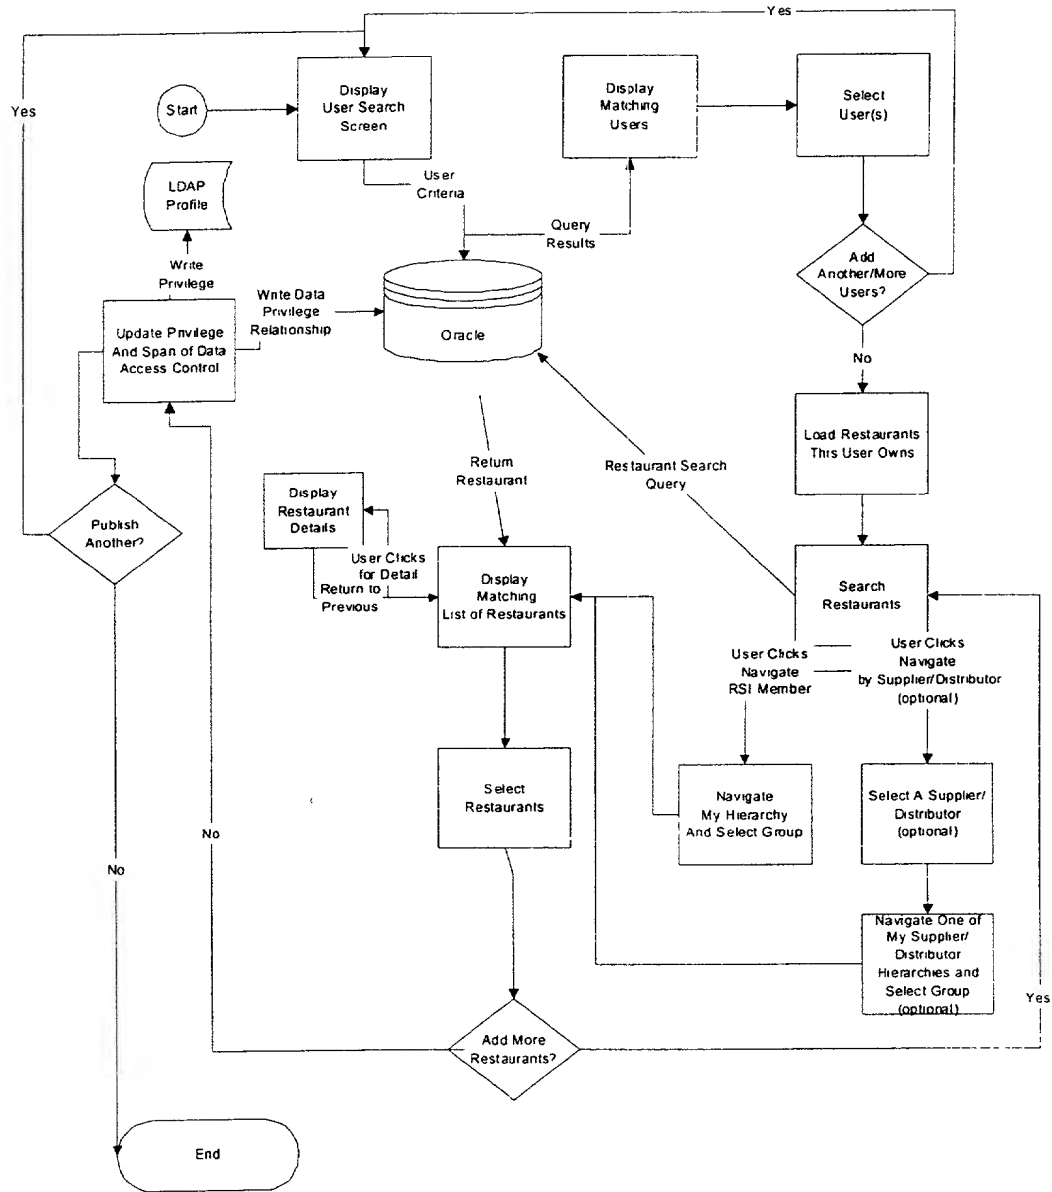 Yes
Yes
Start
Display
User Search
Screen
Display
Matching
Users
Select
User(s)
User
Criteria
LDAP
Profile
Query
Results
Write
Privilege
Add
Another/More
Users?
Write Data
Privilege
Relationship
Oracle
Update Privilege
And Span of Data
Access Control
No
Load Restaurants
This User Owns
Return
Restaurant
Restaurant Search
Query
Display
Restaurant
Details
Publish
Another?
User Clicks
for Detail
Return to
Previous
Display
Matching
List of Restaurants
Search
Restaurants
User Clicks
Navigate
RSI Member
User Clicks
Navigate
by Supplier/Distributor
(optional)
Select
Restaurants
Navigate
My Hierarchy
And Select Group
Select A Supplier/
Distributor
(optional)
No
No
Navigate One of
My Supplier/
Distributor
Hierarchies and
Select Group
(optional)
Yes
Add More
Restaurants?
End